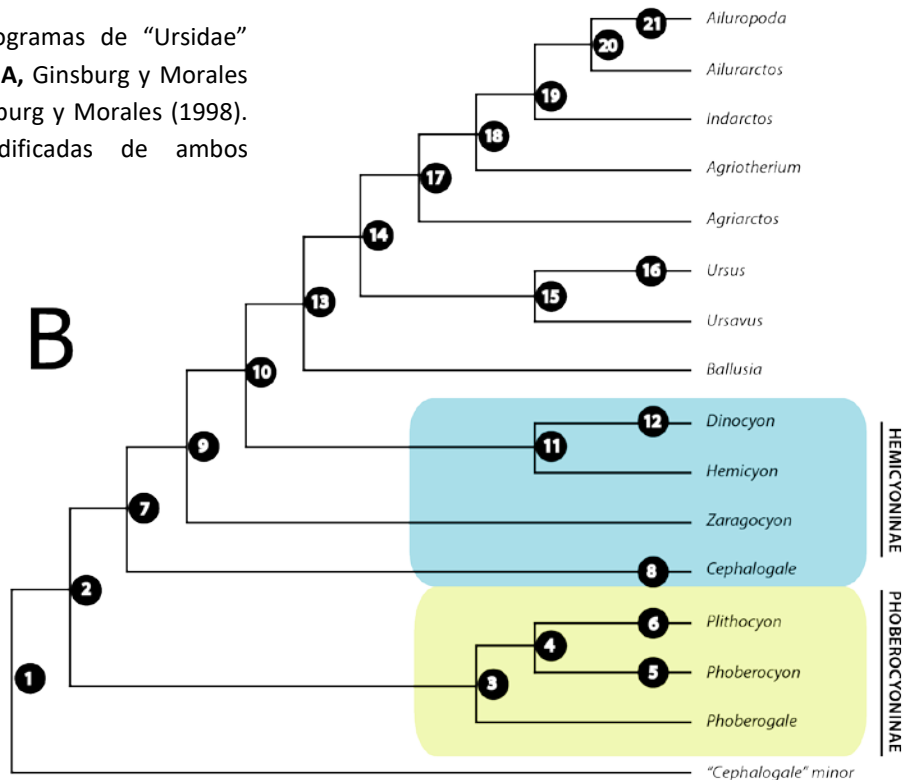 ogramas de “Ursidae”
A, Ginsburg y Morales
sburg y Morales (1998).
dificadas de ambos
B
21
Ailuropoda
20
Ailurarctos
19
Indarctos
18
Agriotherium
17
Agriarctos
14
16
Ursus
15
Ursavus
13
Ballusia
10
12
Dinocyon
11
9
Hemicyon
Zaragocyon
7
8
Cephalogale
HEMICYONINAE
2
6
Plithocyon
4
5
Phoberocyon
3
1
Phoberogale
PHOBEROCYONINAE
“Cephalogale” minor